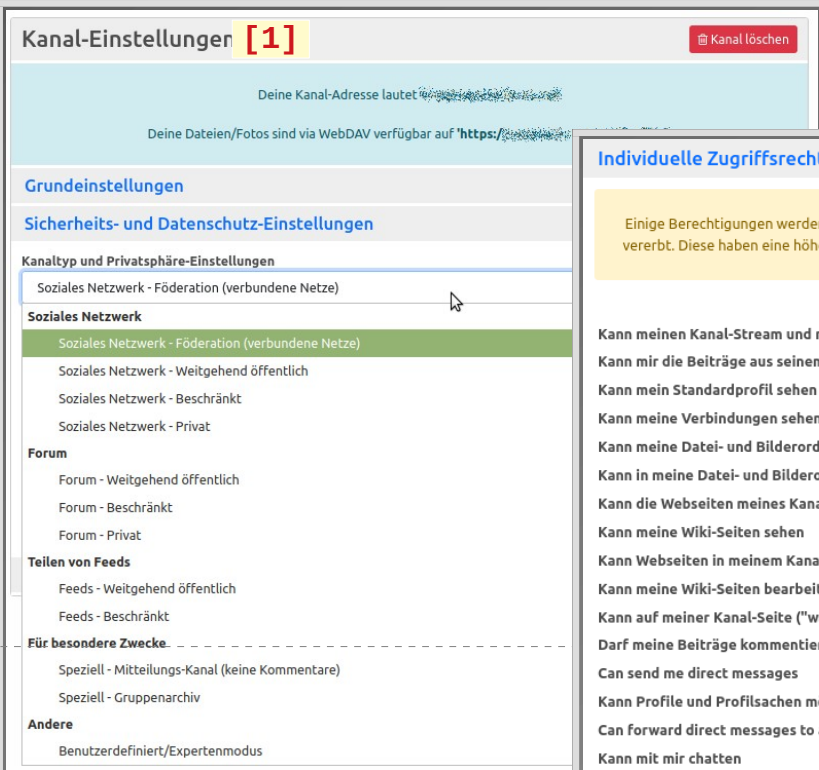 Kanal-Einstellungen [1]
Kanal löschen
Deine Kanal-Adresse lautet
Deine Dateien/Fotos sind via WebDAV verfügbar auf 'https:/
Grundeinstellungen
Sicherheits- und Datenschutz-Einstellungen
Kanaltyp und Privatsphäre-Einstellungen
Soziales Netzwerk - Föderation (verbundene Netze)
Soziales Netzwerk
Soziales Netzwerk - Föderation (verbundene Netze)
Soziales Netzwerk - Weitgehend öffentlich
Soziales Netzwerk - Beschränkt
Soziales Netzwerk - Privat
Forum
Forum - Weitgehend öffentlich
Forum - Beschränkt
Forum - Privat
Teilen von Feeds
Feeds - Weitgehend öffentlich
Feeds - Beschränkt
Für besondere Zwecke
Speziell - Mitteilungs-Kanal (keine Kommentare)
Speziell - Gruppenarchiv
Andere
Benutzerdefiniert/Expertenmodus
Individuelle Zugriffsrech
Einige Berechtigungen werde
vererbt. Diese haben eine höh
Kann meinen Kanal-Stream und
Kann mir die Beiträge aus seinen
Kann mein Standardprofil sehen
Kann meine Verbindungen sehen
Kann meine Datei- und Bilderord
Kann in meine Datei- und Bildero
Kann die Webseiten meines Kana
Kann meine Wiki-Seiten sehen
Kann Webseiten in meinem Kana
Kann meine Wiki-Seiten bearbeit
Kann auf meiner Kanal-Seite ("w
Darf meine Beiträge kommentier
Can send me direct messages
Kann Profile und Profilsachen m
Can forward direct messages to
Kann mit mir chatten